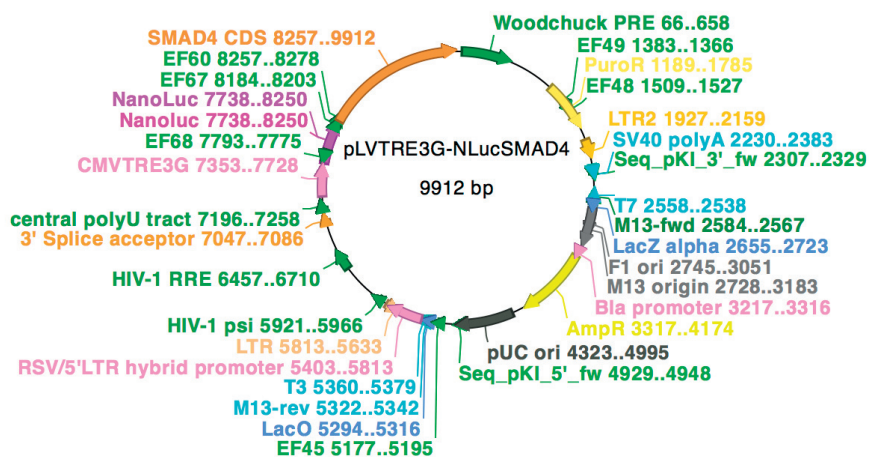 Woodchuck PRE 66..658
EF49 1383..1366
PuroR 1189..1785
EF48 1509..1527
LTR2 1927..2159
SV40 polyA 2230..2383
Seq_pKI_3'_fw 2307..2329
T7 2558..2538
M13-fwd 2584..2567
LacZ alpha 2655..2723
F1 ori 2745..3051
M13 origin 2728..3183
Bla promoter 3217..3316
AmpR 3317..4174
pUC ori 4323..4995
Seq_pKI_5'_fw 4929..4948
SMAD4 CDS 8257..9912
EF60 8257..8278
EF67 8184..8203
NanoLuc 7738..8250
Nanoluc 7738..8250
EF68 7793..7775
CMVTRE3G 7353..7728
central polyU tract 7196..7258
3' Splice acceptor 7047..7086
HIV-1 RRE 6457..6710
HIV-1 psi 5921..5966
LTR 5813..5633
RSV/5'LTR hybrid promoter 5403..5813
T3 5360..5379
M13-rev 5322..5342
LacO 5294..5316
EF45 5177..5195
pLVTRE3G-NLucSMAD4
9912 bp